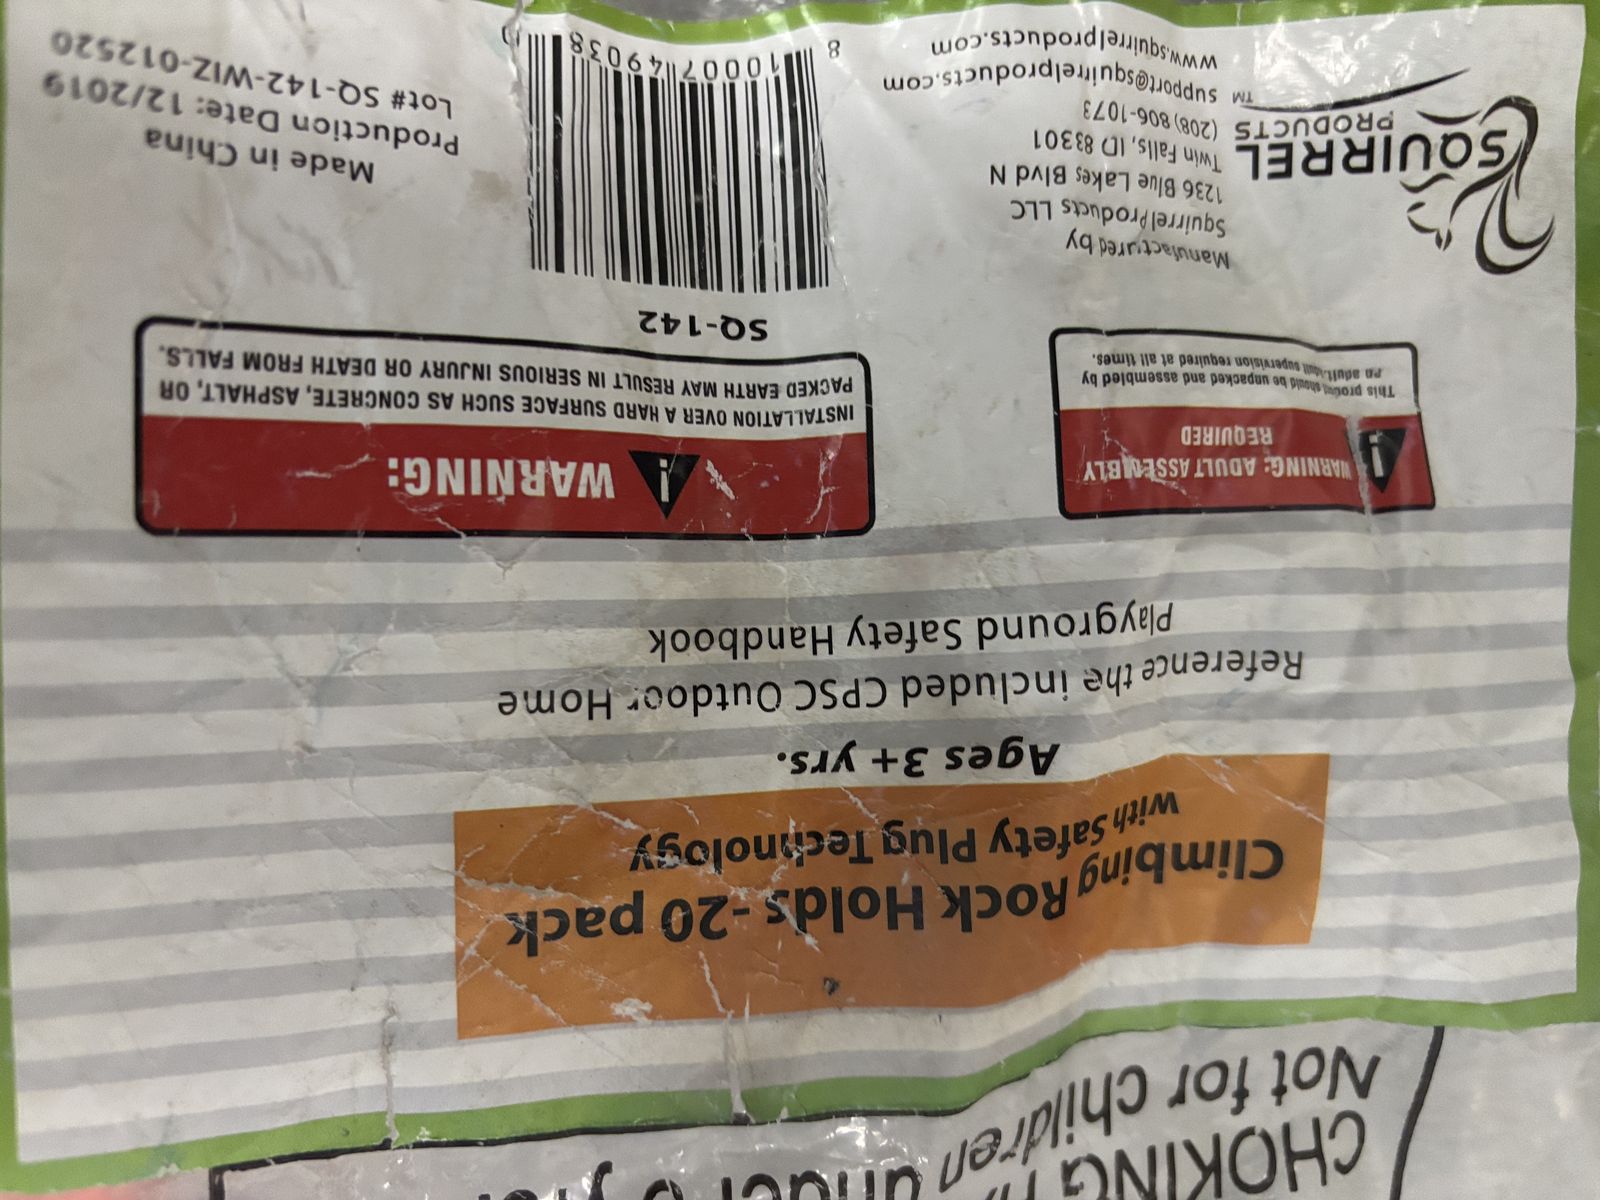 CHOKING
Not for children under 3
Climbing Rock Holds - 20 pack
with Safety Plug Technology
Ages 3+ yrs.
Reference the included CPSC Outdoor Home
Playground Safety Handbook
WARNING: ADULT ASSEMBLY
REQUIRED
This product should be unpacked and assembled by
an adult. Adult supervision required at all times.
WARNING:
INSTALLATION OVER A HARD SURFACE SUCH AS CONCRETE, ASPHALT, OR
PACKED EARTH MAY RESULT IN SERIOUS INJURY OR DEATH FROM FALLS.
SQUIRREL
PRODUCTS
TM
Manufactured by
SquirrelProducts LLC
1236 Blue Lakes Blvd N
Twin Falls, ID 83301
(208) 806-1073
support@squirrelproducts.com
www.squirrelproducts.com
SQ-142
8 10007 49038
Made in China
Production Date: 12/2019
Lot# SQ-142-WIZ-012520